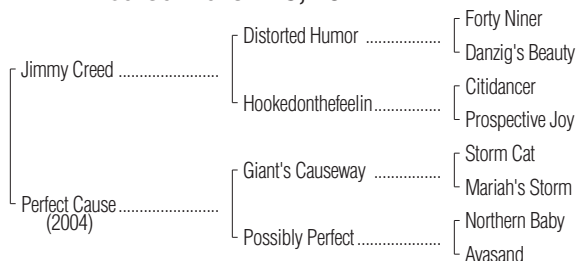 Forty Niner
Distorted Humor ..................
Danzig's Beauty
Jimmy Creed ........................
Citidancer
Hookedonthefeelin................
Prospective Joy
Storm Cat
Giant's Causeway ................
Mariah's Storm
Perfect Cause ........................
(2004)
Northern Baby
Possibly Perfect ....................
Avasand